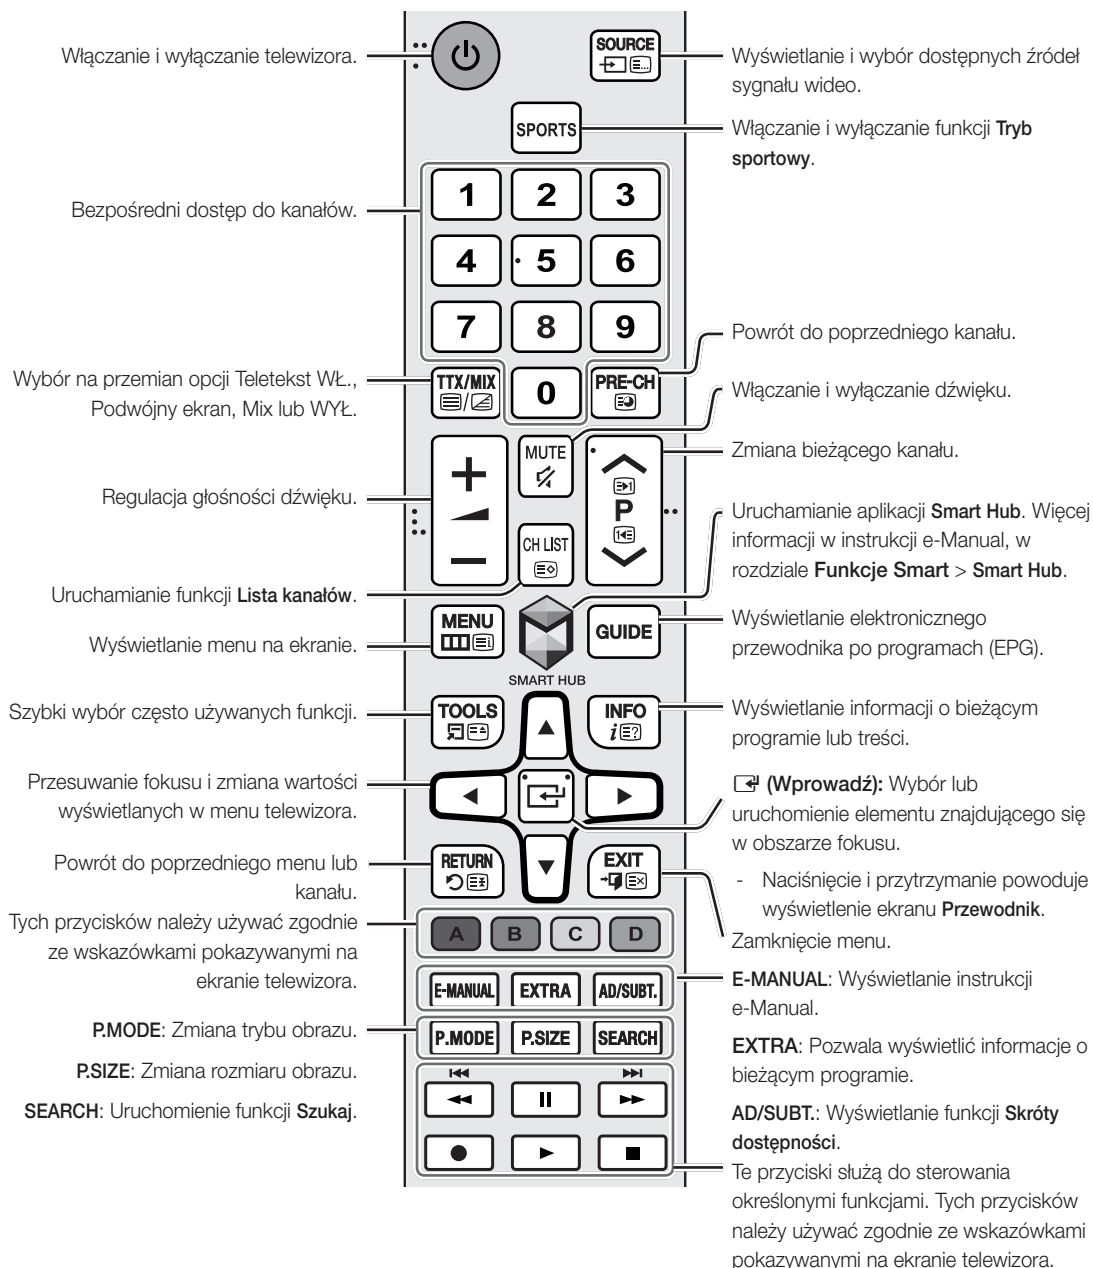 Włączanie i wyłączanie telewizora.
SOURCE
Wyświetlanie i wybór dostępnych źródeł
sygnału wideo.
SPORTS
Włączanie i wyłączanie funkcji Tryb
sportowy.
Bezpośredni dostęp do kanałów.
1
2
3
4
5
6
7
8
9
Powrót do poprzedniego kanału.
Wybór na przemian opcji Teletekst WŁ.,
Podwójny ekran, Mix lub WYŁ.
TTX/MIX
0
PRE-CH
Włączanie i wyłączanie dźwięku.
MUTE
Zmiana bieżącego kanału.
Regulacja głośności dźwięku.
P
CH LIST
Uruchamianie aplikacji Smart Hub. Więcej
informacji w instrukcji e-Manual, w
rozdziale Funkcje Smart > Smart Hub.
Uruchamianie funkcji Lista kanałów.
Wyświetlanie menu na ekranie.
MENU
SMART HUB
GUIDE
Wyświetlanie elektronicznego
przewodnika po programach (EPG).
Szybki wybór często używanych funkcji.
TOOLS
INFO
Wyświetlanie informacji o bieżącym
programie lub treści.
Przesuwanie fokusu i zmiana wartości
wyświetlanych w menu telewizora.
(Wprowadź): Wybór lub
uruchomienie elementu znajdującego się
w obszarze fokusu.
- Naciśnięcie i przytrzymanie powoduje
wyświetlenie ekranu Przewodnik.
Powrót do poprzedniego menu lub
kanału.
RETURN
EXIT
Zamknięcie menu.
Tych przycisków należy używać zgodnie
ze wskazówkami pokazywanymi na
ekranie telewizora.
A
B
C
D
E-MANUAL
EXTRA
AD/SUBT.
E-MANUAL: Wyświetlanie instrukcji
e-Manual.
EXTRA: Pozwala wyświetlić informacje o
bieżącym programie.
AD/SUBT.: Wyświetlanie funkcji Skróty
dostępności.
P.MODE: Zmiana trybu obrazu.
P.SIZE: Zmiana rozmiaru obrazu.
SEARCH: Uruchomienie funkcji Szukaj.
P.MODE
P.SIZE
SEARCH
Te przyciski służą do sterowania
określonymi funkcjami. Tych przycisków
należy używać zgodnie ze wskazówkami
pokazywanymi na ekranie telewizora.